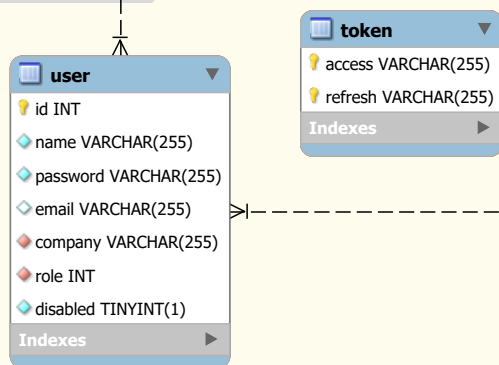 user
id INT
name VARCHAR(255)
password VARCHAR(255)
email VARCHAR(255)
company VARCHAR(255)
role INT
disabled TINYINT(1)
Indexes
token
access VARCHAR(255)
refresh VARCHAR(255)
Indexes